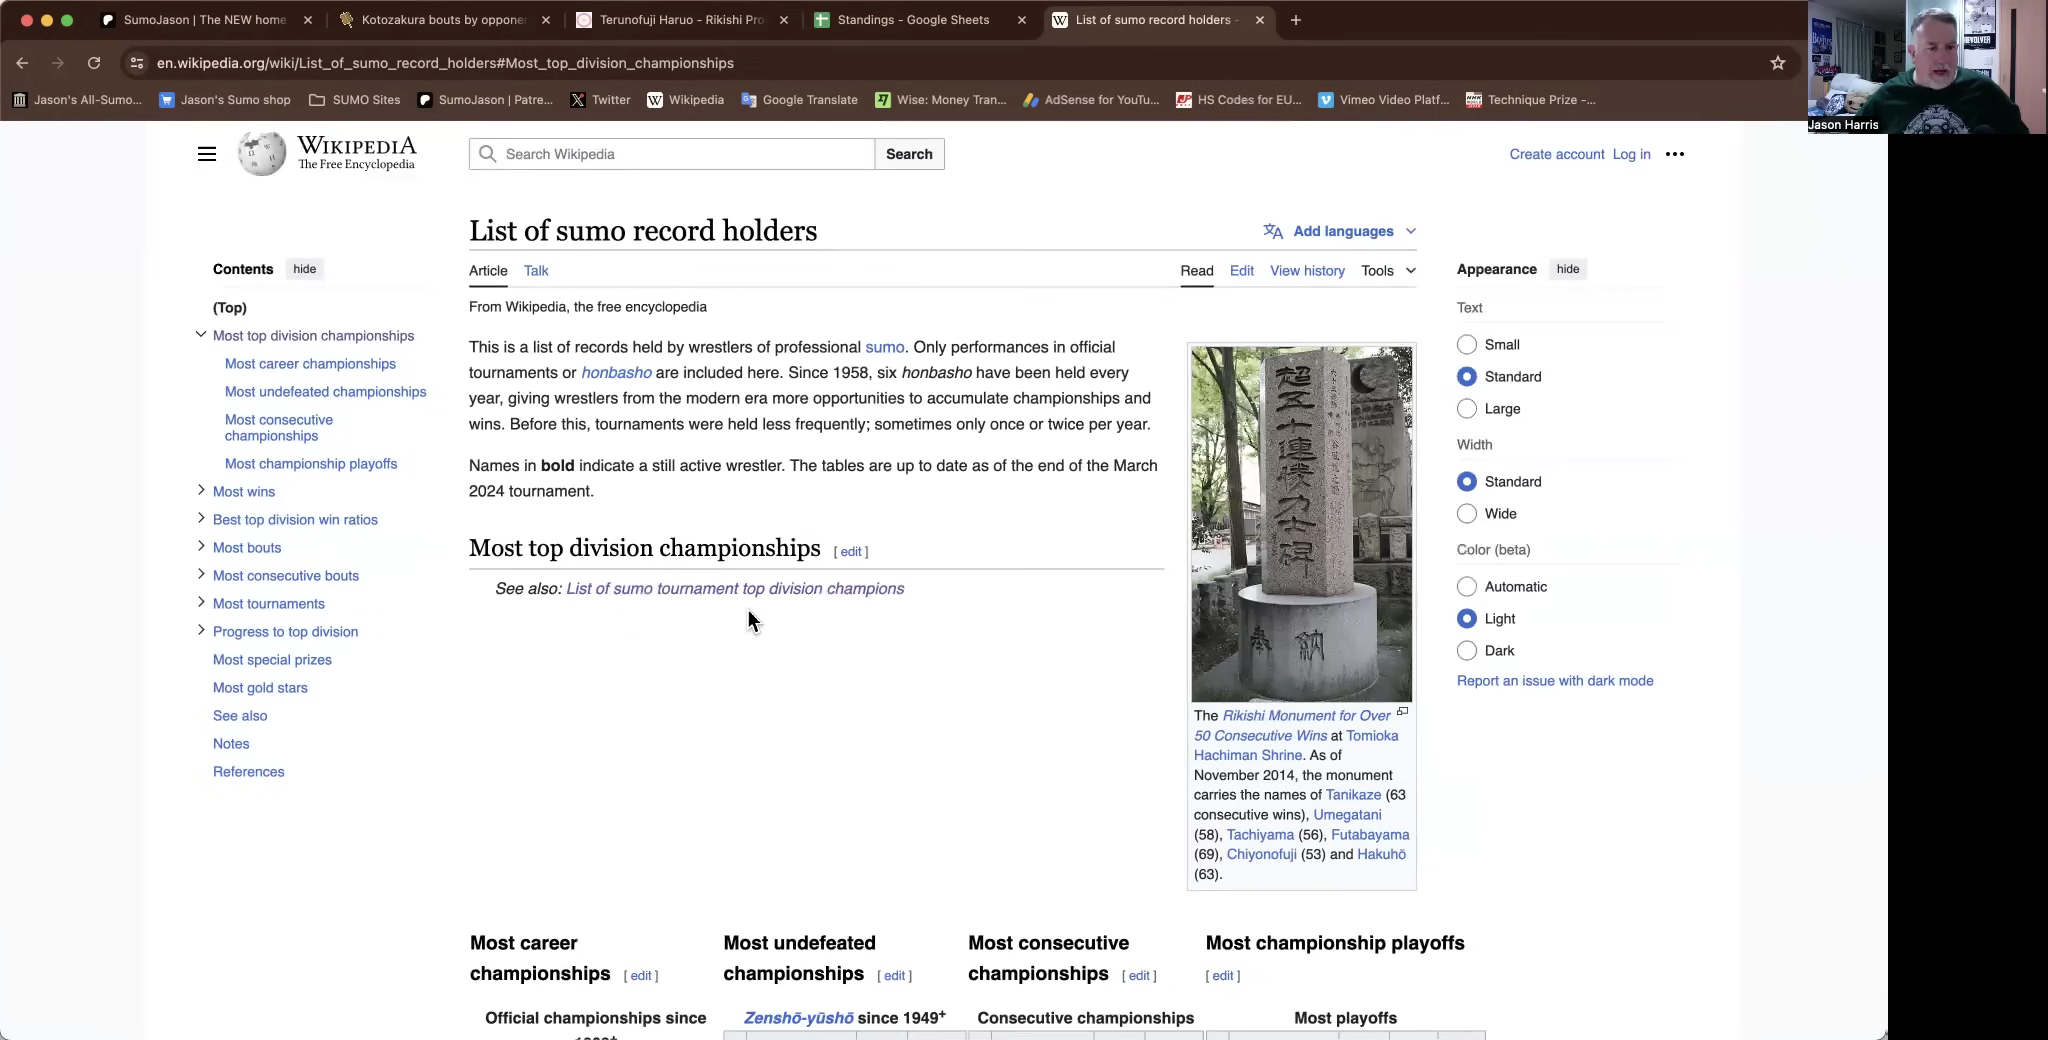 SumoJason | The NEW home
Kotozakura bouts by oppone
Terunofuji Haruo - Rikishi Pro
Standings - Google Sheets
List of sumo record holders -
en.wikipedia.org/wiki/List_of_sumo_record_holders#Most_top_division_championships
Jason's All-Sumo...
Jason's Sumo shop
SUMO Sites
SumoJason | Patre...
Twitter
Wikipedia
Google Translate
Wise: Money Tran...
AdSense for YouTu...
HS Codes for EU...
Vimeo Video Platf...
Technique Prize -...
REVOLVER
Jason Harris
WIKIPEDIA
The Free Encyclopedia
Search Wikipedia
Search
Create account Log in
List of sumo record holders
Add languages
Contents hide
Article Talk
Read Edit View history Tools
Appearance hide
(Top)
Most top division championships
Most career championships
Most undefeated championships
Most consecutive
championships
Most championship playoffs
Most wins
Best top division win ratios
Most bouts
Most consecutive bouts
Most tournaments
Progress to top division
Most special prizes
Most gold stars
See also
Notes
References
From Wikipedia, the free encyclopedia
This is a list of records held by wrestlers of professional sumo. Only performances in official
tournaments or honbasho are included here. Since 1958, six honbasho have been held every
year, giving wrestlers from the modern era more opportunities to accumulate championships and
wins. Before this, tournaments were held less frequently; sometimes only once or twice per year.
Names in bold indicate a still active wrestler. The tables are up to date as of the end of the March
2024 tournament.
Most top division championships [ edit ]
See also: List of sumo tournament top division champions
超五十連勝力士碑
奉納
The Rikishi Monument for Over
50 Consecutive Wins at Tomioka
Hachiman Shrine. As of
November 2014, the monument
carries the names of Tanikaze (63
consecutive wins), Umegatani
(58), Tachiyama (56), Futabayama
(69), Chiyonofuji (53) and Hakuhō
(63).
Text
Small
Standard
Large
Width
Standard
Wide
Color (beta)
Automatic
Light
Dark
Report an issue with dark mode
Most career
championships [ edit ]
Most undefeated
championships [ edit ]
Most consecutive
championships [ edit ]
Most championship playoffs
[ edit ]
Official championships since
Zenshō-yūshō since 1949+
Consecutive championships
Most playoffs